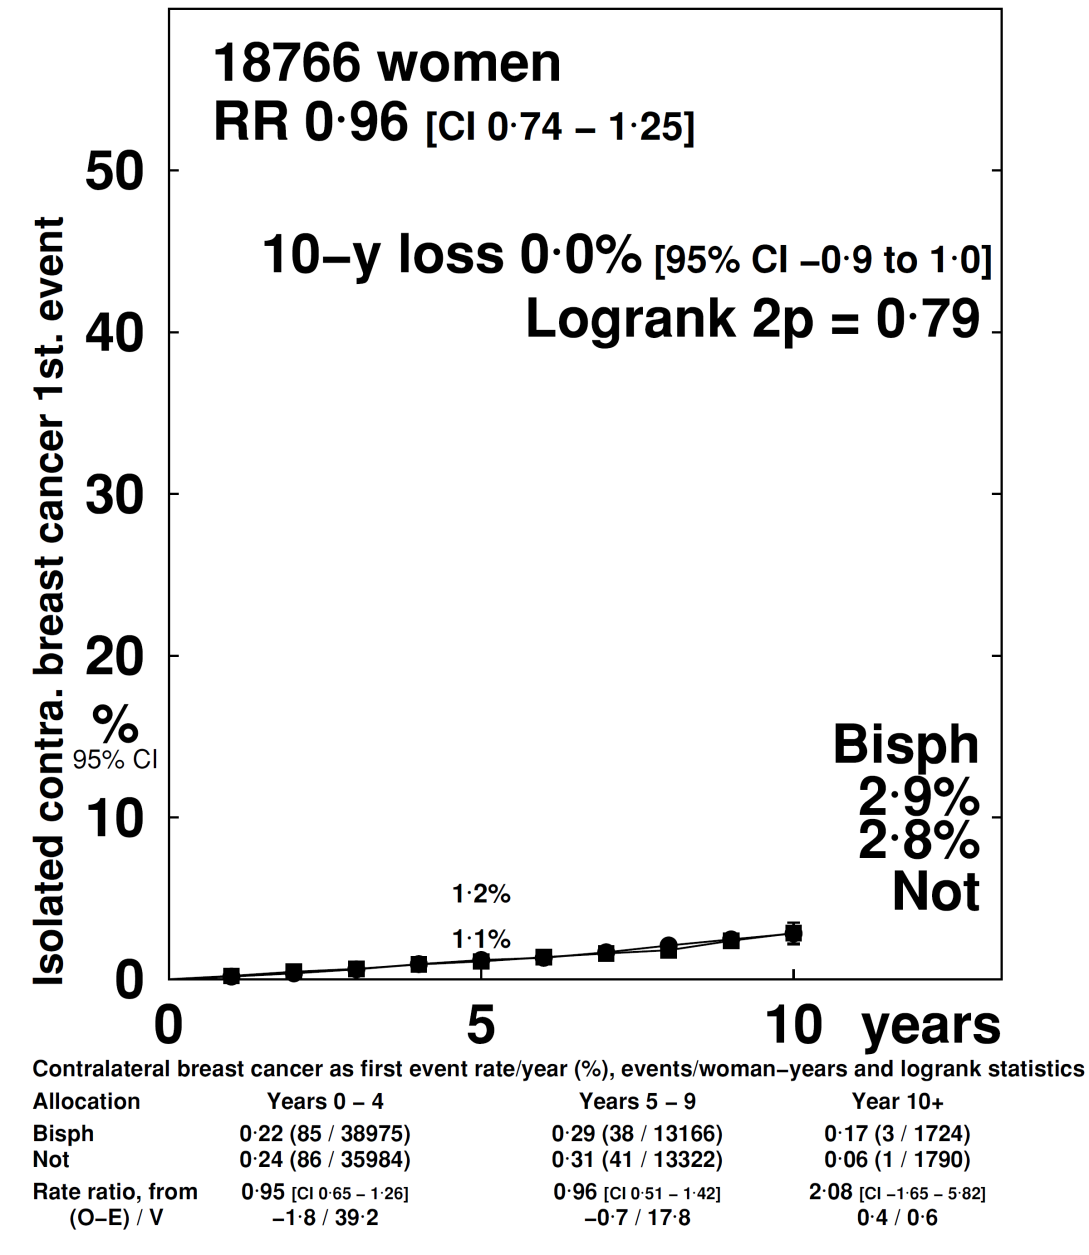 18766 women
RR 0·96 [CI 0·74 – 1·25]
50
10–y loss 0·0% [95% CI –0·9 to 1·0]
Logrank 2p = 0·79
40
30
20
Isolated contra. breast cancer 1st. event
%
95% CI
10
Bisph
2·9%
2·8%
Not
1·2%
1·1%
0
0 5 10 years
Contralateral breast cancer as first event rate/year (%), events/woman–years and logrank statistics
Allocation Years 0 – 4 Years 5 – 9 Year 10+
Bisph 0·22 (85 / 38975) 0·29 (38 / 13166) 0·17 (3 / 1724)
Not 0·24 (86 / 35984) 0·31 (41 / 13322) 0·06 (1 / 1790)
Rate ratio, from 0·95 [CI 0·65 – 1·26] 0·96 [CI 0·51 – 1·42] 2·08 [CI –1·65 – 5·82]
(O–E) / V –1·8 / 39·2 –0·7 / 17·8 0·4 / 0·6